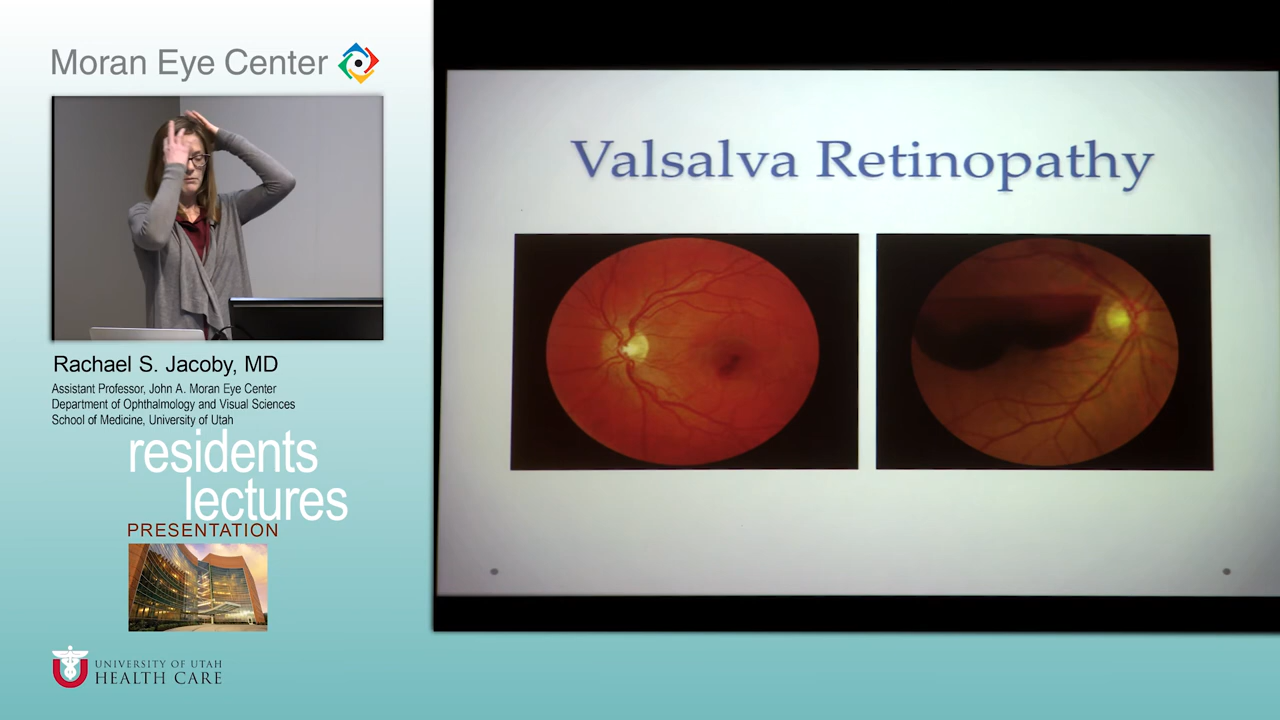 Moran Eye Center
Valsalva Retinopathy
Rachael S. Jacoby, MD
Assistant Professor, John A. Moran Eye Center
Department of Ophthalmology and Visual Sciences
School of Medicine, University of Utah
residents
lectures
PRESENTATION
UNIVERSITY OF UTAH
HEALTH CARE